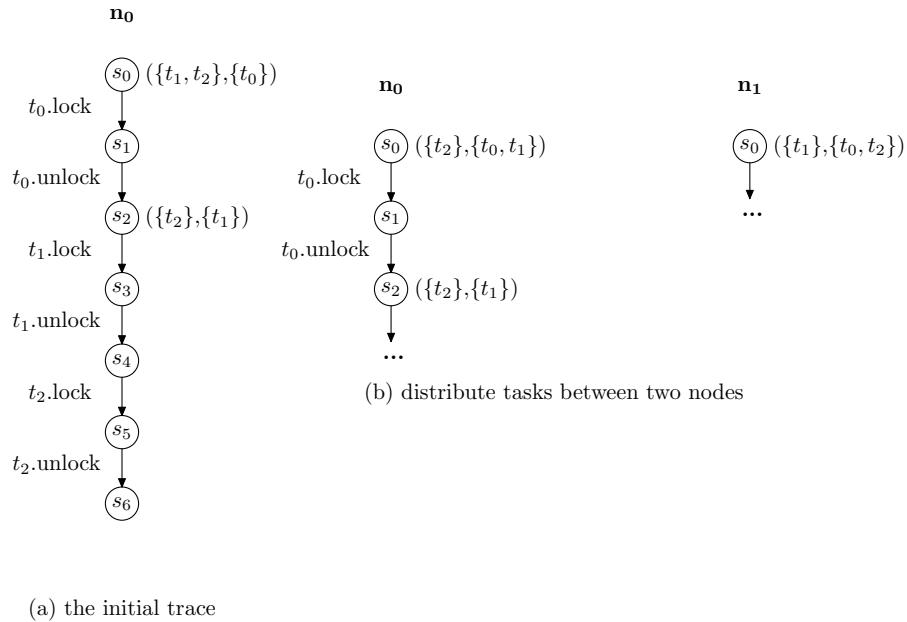 n₀
s₀ ({t₁, t₂},{t₀})
t₀.lock
s₁
t₀.unlock
s₂ ({t₂},{t₁})
t₁.lock
s₃
t₁.unlock
s₄
t₂.lock
s₅
t₂.unlock
s₆
(a) the initial trace
n₀
s₀ ({t₂},{t₀, t₁})
t₀.lock
s₁
t₀.unlock
s₂ ({t₂},{t₁})
...
n₁
s₀ ({t₁},{t₀, t₂})
...
(b) distribute tasks between two nodes